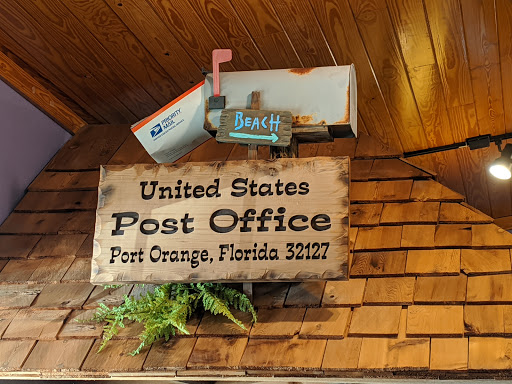 PRIORITY
MAIL
BEACH
United States
Post Office
Port Orange, Florida 32127